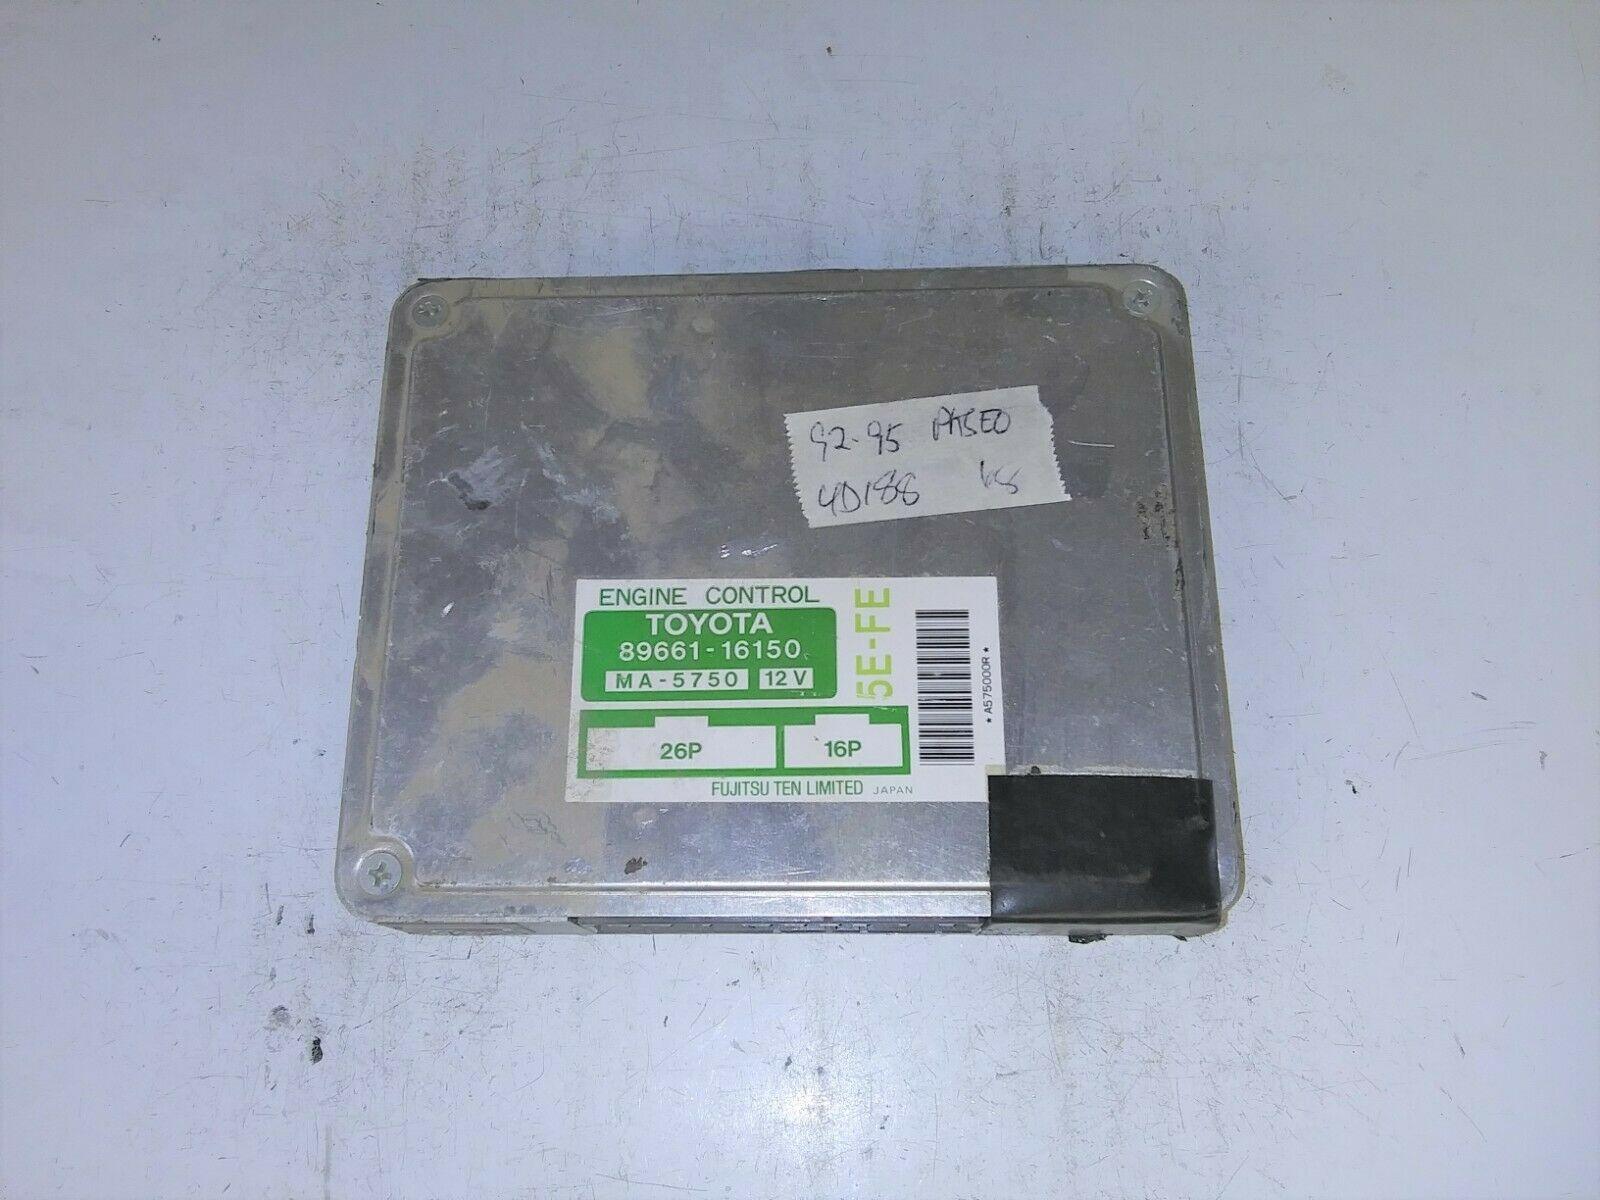 92-95 PASEO
4D188
ENGINE CONTROL
TOYOTA
89661-16150
MA-5750 12V
5E-FE
26P 16P
*A575000R*
FUJITSU TEN LIMITED JAPAN